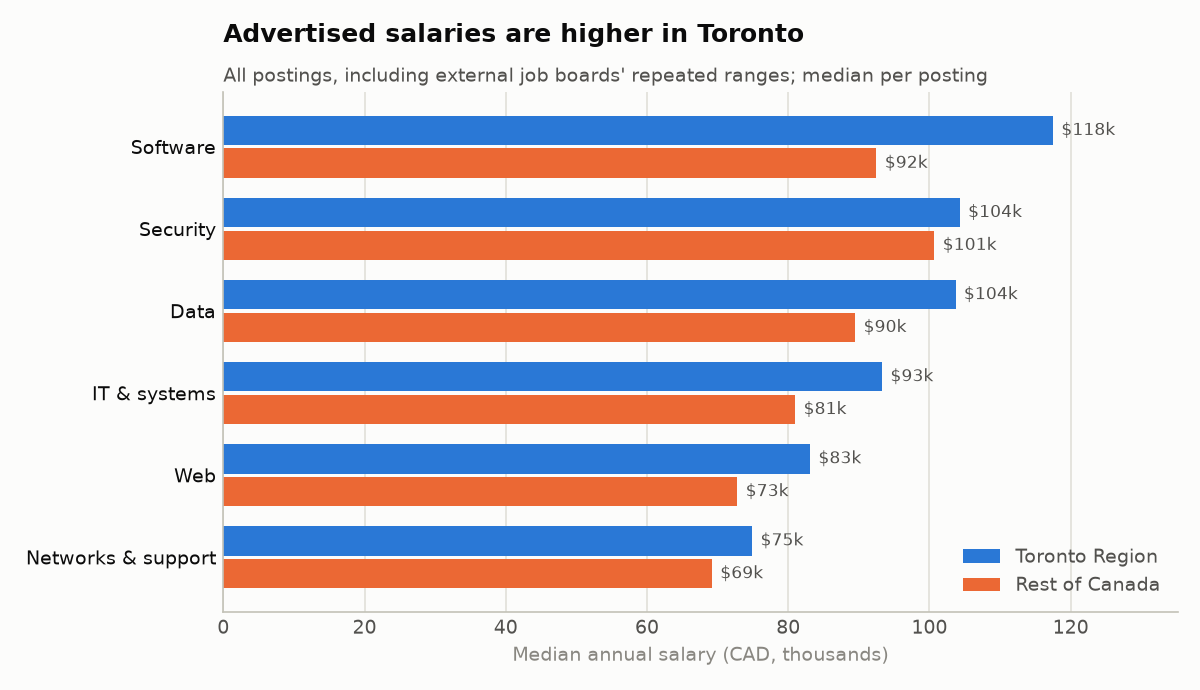 Advertised salaries are higher in Toronto
All postings, including external job boards' repeated ranges; median per posting
Software
$118k
$92k
Security
$104k
$101k
Data
$104k
$90k
IT & systems
$93k
$81k
Web
$83k
$73k
Networks & support
$75k
$69k
Toronto Region
Rest of Canada
0 20 40 60 80 100 120
Median annual salary (CAD, thousands)